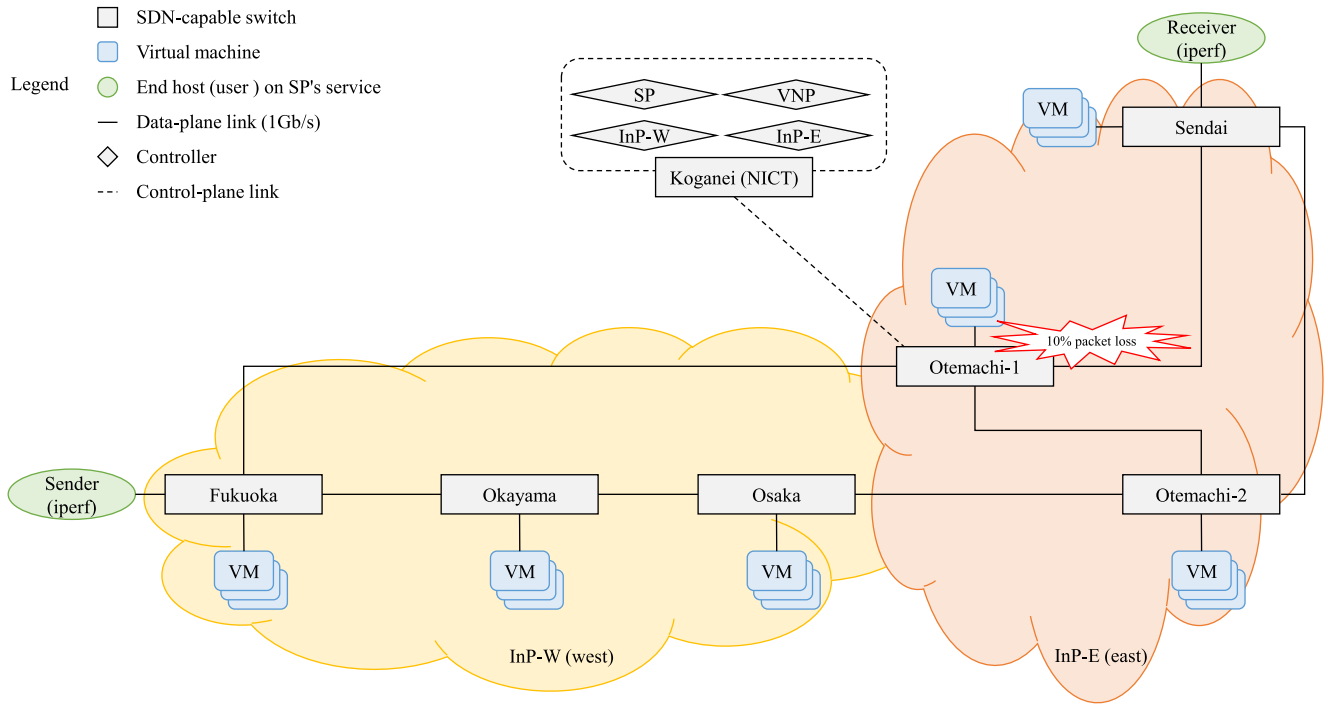 Legend
SDN-capable switch
Virtual machine
End host (user ) on SP's service
Data-plane link (1Gb/s)
Controller
Control-plane link
SP
VNP
InP-W
InP-E
Koganei (NICT)
Receiver
(iperf)
VM
Sendai
VM
10% packet loss
Otemachi-1
Sender
(iperf)
Fukuoka
Okayama
Osaka
Otemachi-2
VM
VM
VM
VM
InP-W (west)
InP-E (east)